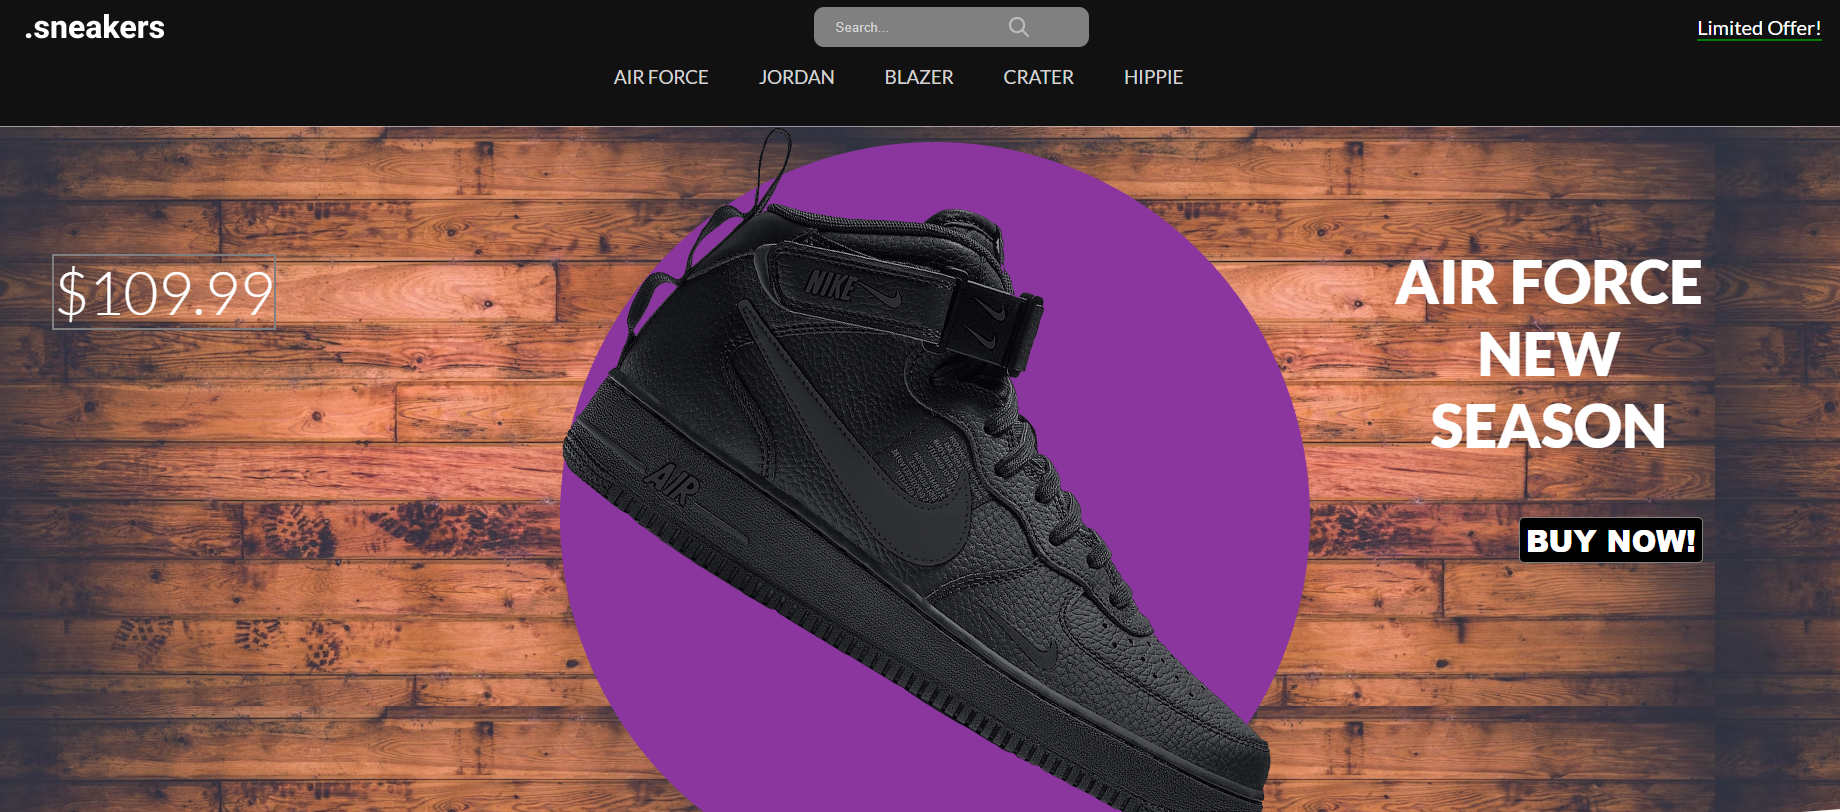 .sneakers
Search...
Limited Offer!
AIR FORCE
JORDAN
BLAZER
CRATER
HIPPIE
$109.99
NIKE
AIR
AIR FORCE
NEW
SEASON
BUY NOW!